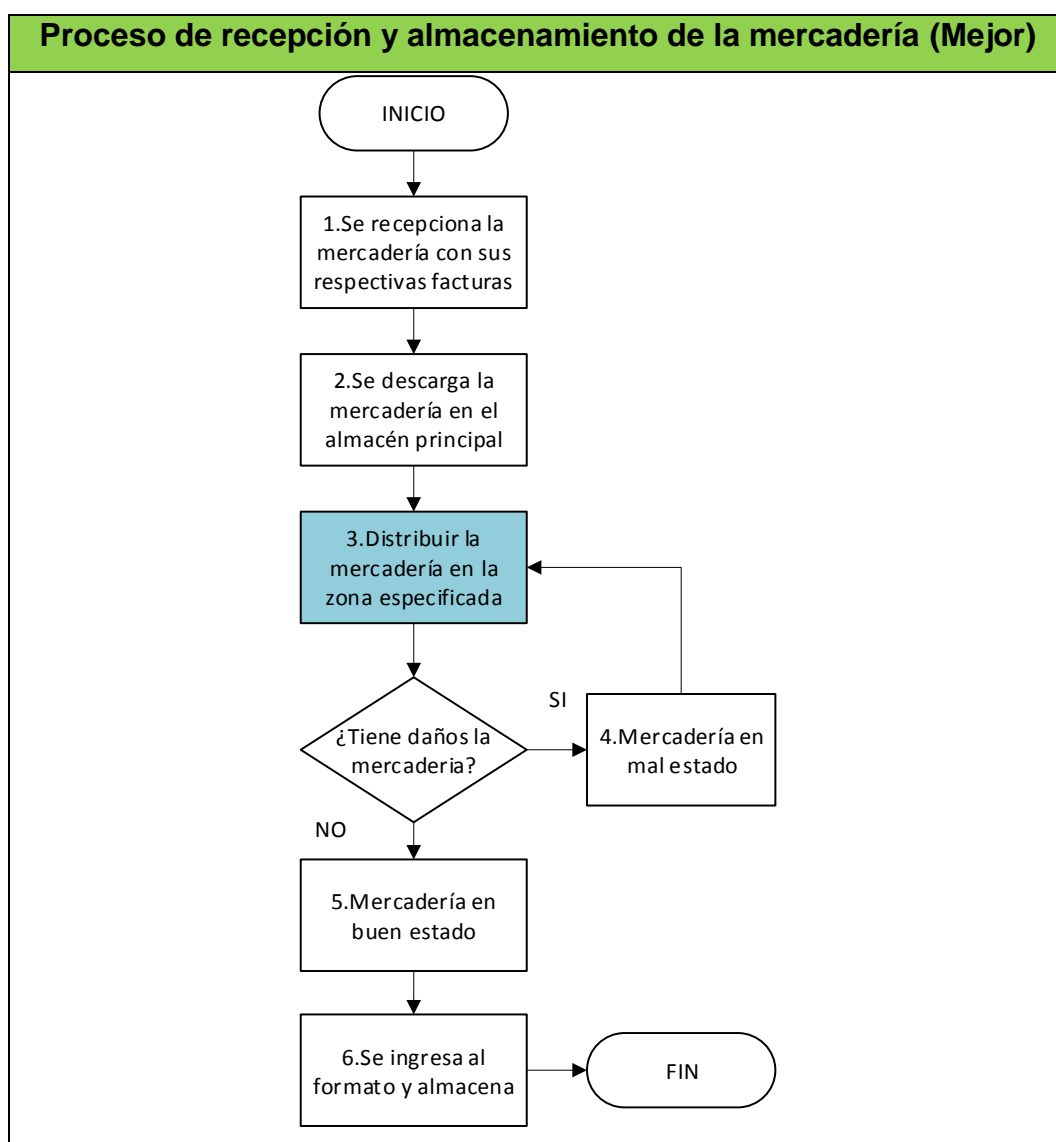 Proceso de recepción y almacenamiento de la mercadería (Mejor)
INICIO
1.Se recepciona la
mercadería con sus
respectivas facturas
2.Se descarga la
mercadería en el
almacén principal
3.Distribuir la
mercadería en la
zona especificada
¿Tiene daños la
mercaderia?
SI
4.Mercadería en
mal estado
NO
5.Mercadería en
buen estado
6.Se ingresa al
formato y almacena
FIN